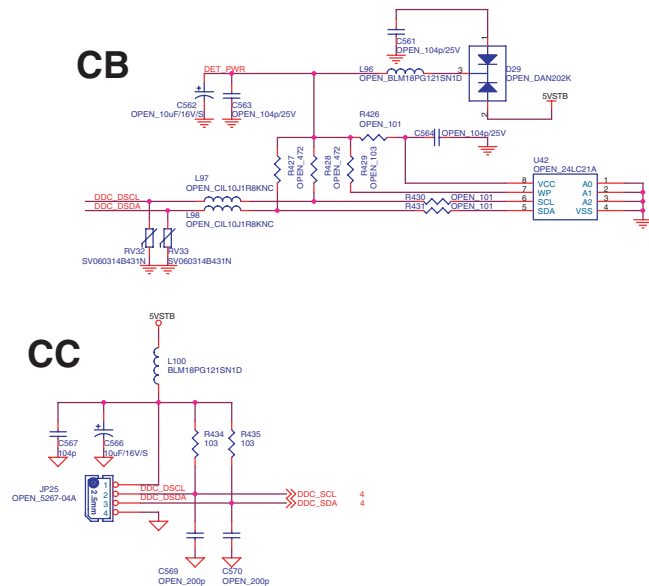 CB
C561
OPEN_104p/25V
1
D29
OPEN_DAN202K
3
2
5VSTB
DET_PWR
L96
OPEN_BLM18PG121SN1D
+
C562
OPEN_10uF/16V/S
C563
OPEN_104p/25V
R426
OPEN_101
C564
OPEN_104p/25V
R427
OPEN_472
R428
OPEN_472
R429
OPEN_103
U42
OPEN_24LC21A
8 VCC A0 1
7 WP A1 2
6 SCL A2 3
5 SDA VSS 4
L97
OPEN_CIL10J1R8KNC
DDC_DSCL
DDC_DSDA
L98
OPEN_CIL10J1R8KNC
R430 OPEN_101
R431 OPEN_101
RV32
SV060314B431N
RV33
SV060314B431N
CC
5VSTB
L100
BLM18PG121SN1D
C567
104p
+
C566
10uF/16V/S
R434
103
R435
103
JP25
OPEN_5267-04A
2.5mm
1
2
3
4
DDC_DSCL
DDC_DSDA
DDC_SCL 4
DDC_SDA 4
C569
OPEN_200p
C570
OPEN_200p